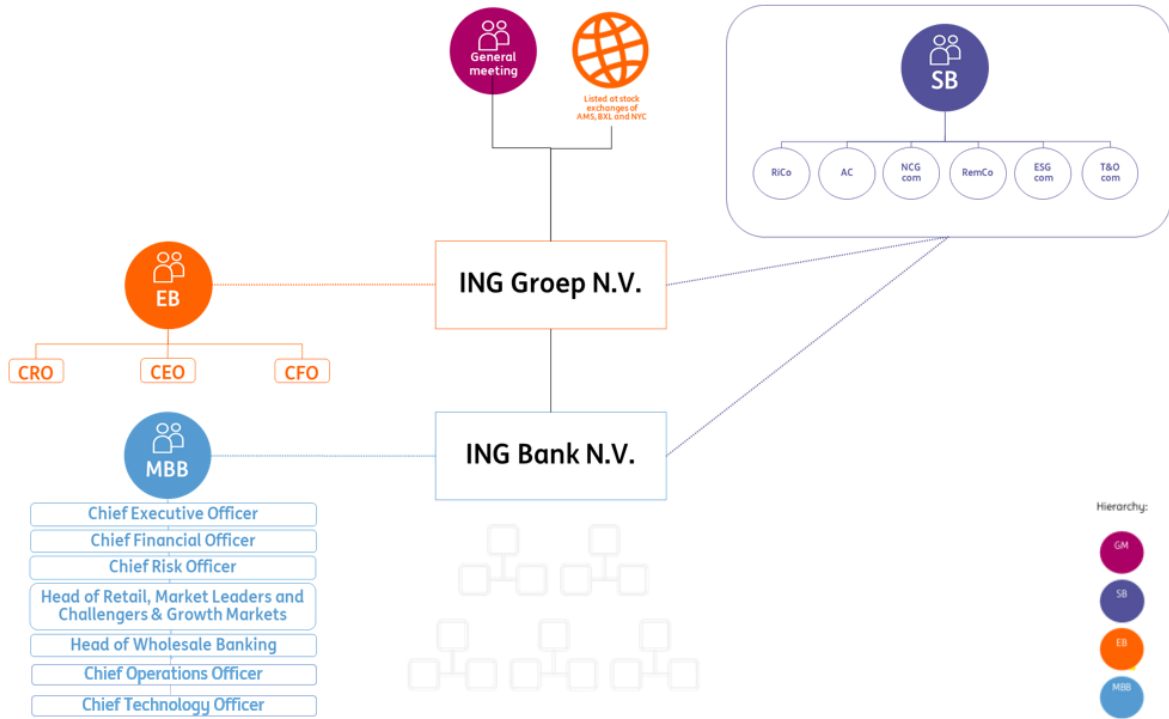 General
meeting
Listed at stock
exchanges of
AMS, BXL and NYC
SB
RiCo
AC
NCG
com
RemCo
ESG
com
T&O
com
EB
ING Groep N.V.
CRO
CEO
CFO
MBB
ING Bank N.V.
Chief Executive Officer
Chief Financial Officer
Chief Risk Officer
Head of Retail, Market Leaders and
Challengers & Growth Markets
Head of Wholesale Banking
Chief Operations Officer
Chief Technology Officer
Hierarchy:
GM
SB
EB
MBB